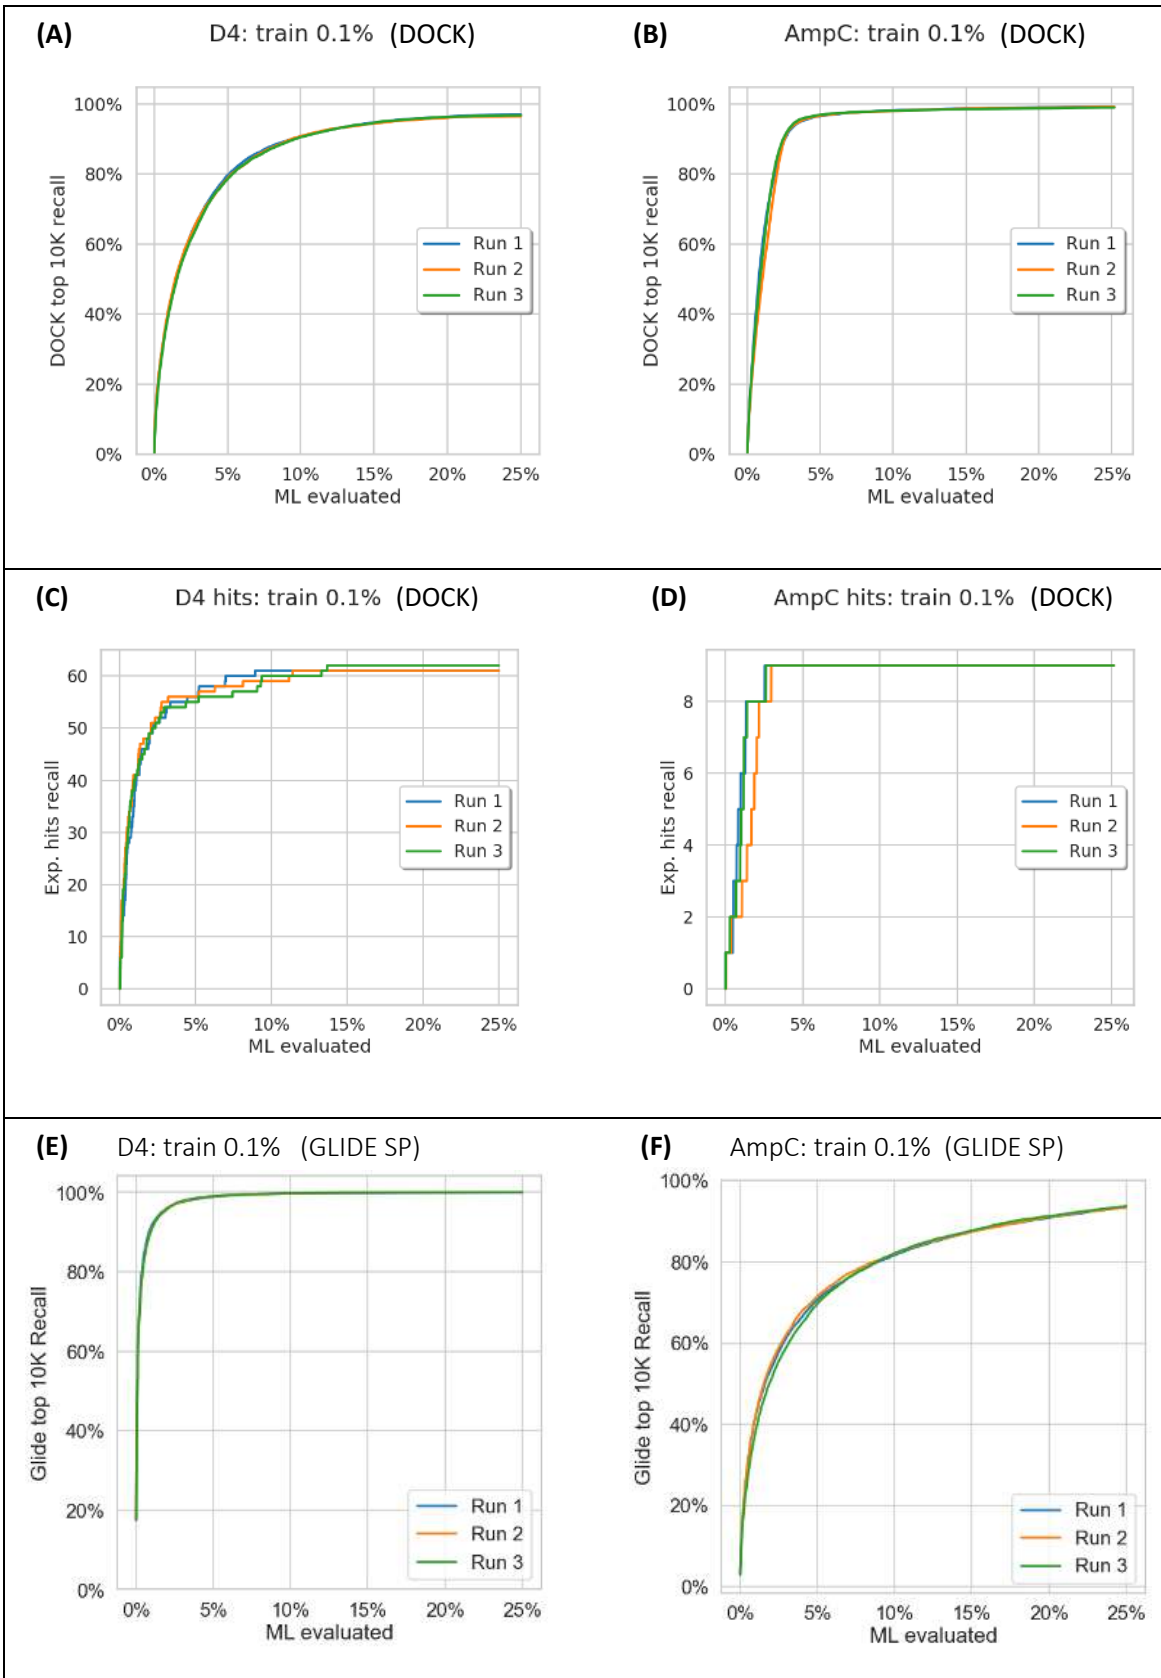 (A) D4: train 0.1% (DOCK)
DOCK top 10K recall
100%
80%
60%
40%
20%
0%
Run 1
Run 2
Run 3
0% 5% 10% 15% 20% 25%
ML evaluated
(B) AmpC: train 0.1% (DOCK)
DOCK top 10K recall
100%
80%
60%
40%
20%
0%
Run 1
Run 2
Run 3
0% 5% 10% 15% 20% 25%
ML evaluated
(C) D4 hits: train 0.1% (DOCK)
Exp. hits recall
60
50
40
30
20
10
0
Run 1
Run 2
Run 3
0% 5% 10% 15% 20% 25%
ML evaluated
(D) AmpC hits: train 0.1% (DOCK)
Exp. hits recall
8
6
4
2
0
Run 1
Run 2
Run 3
0% 5% 10% 15% 20% 25%
ML evaluated
(E) D4: train 0.1% (GLIDE SP)
Glide top 10K Recall
100%
80%
60%
40%
20%
0%
Run 1
Run 2
Run 3
0% 5% 10% 15% 20% 25%
ML evaluated
(F) AmpC: train 0.1% (GLIDE SP)
Glide top 10K Recall
100%
80%
60%
40%
20%
0%
Run 1
Run 2
Run 3
0% 5% 10% 15% 20% 25%
ML evaluated